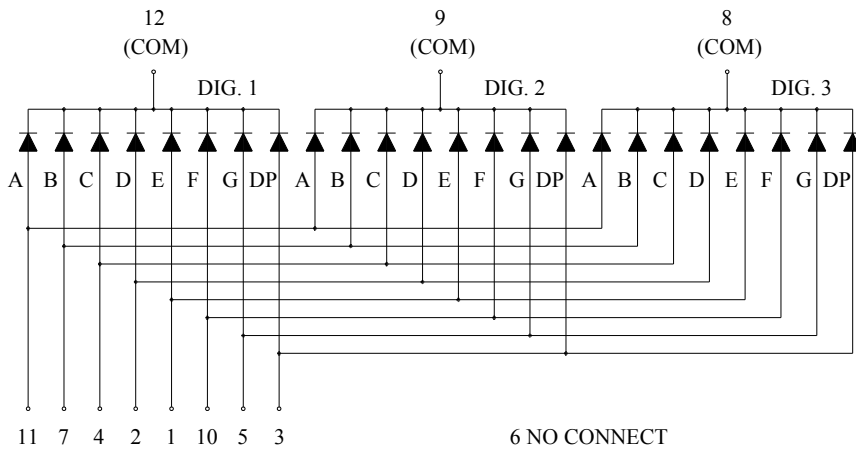 12 9 8
(COM) (COM) (COM)
DIG. 1 DIG. 2 DIG. 3
A B C D E F G DP A B C D E F G DP A B C D E F G DP
11 7 4 2 1 10 5 3 6 NO CONNECT